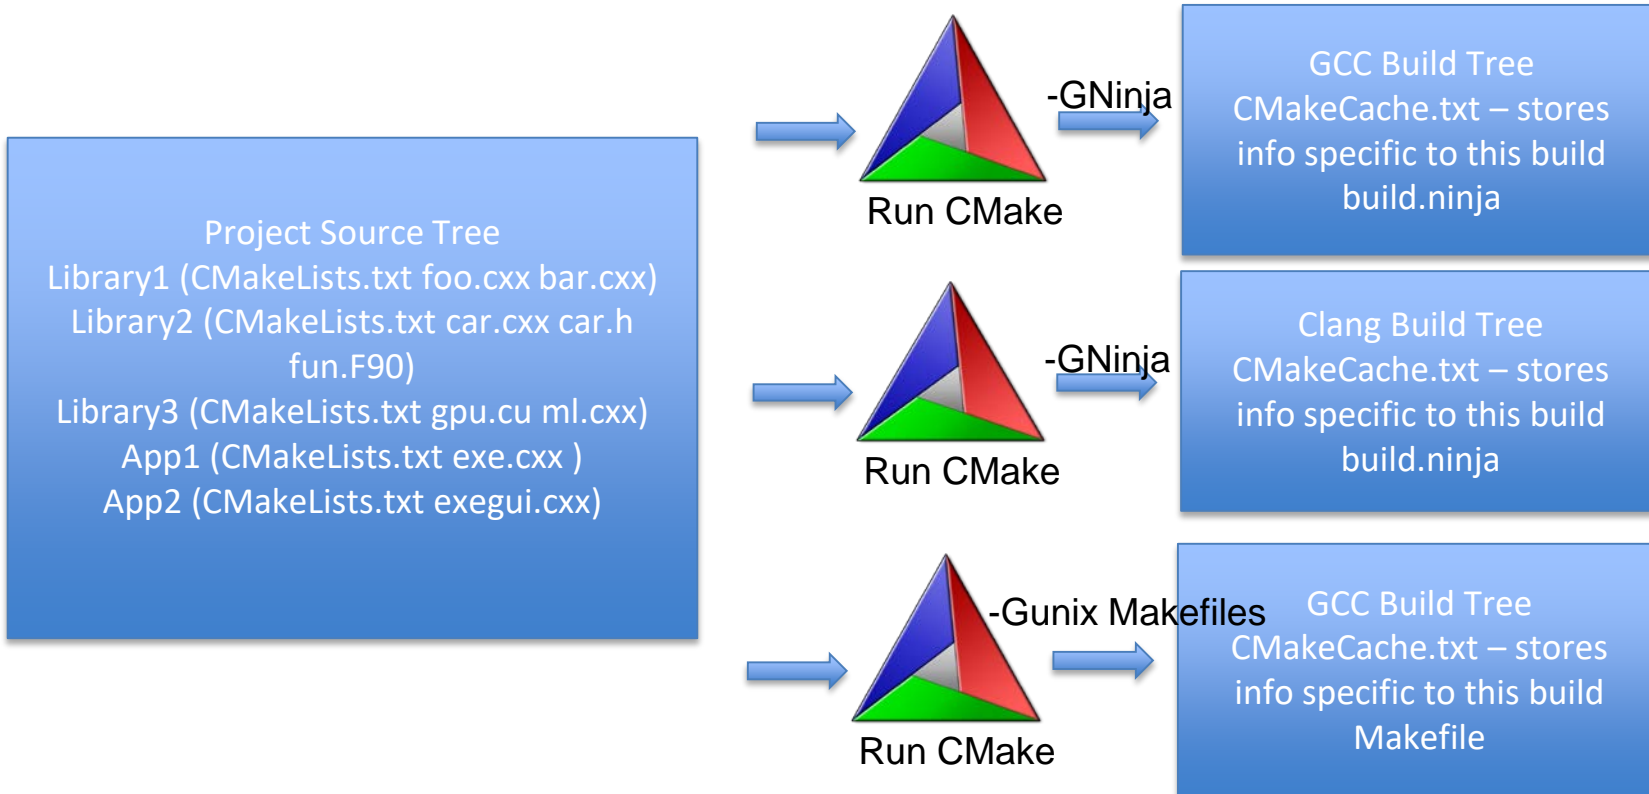 Project Source Tree
Library1 (CMakeLists.txt foo.cxx bar.cxx)
Library2 (CMakeLists.txt car.cxx car.h
fun.F90)
Library3 (CMakeLists.txt gpu.cu ml.cxx)
App1 (CMakeLists.txt exe.cxx )
App2 (CMakeLists.txt exegui.cxx)
Run CMake
-GNinja
GCC Build Tree
CMakeCache.txt – stores
info specific to this build
build.ninja
Run CMake
-GNinja
Clang Build Tree
CMakeCache.txt – stores
info specific to this build
build.ninja
Run CMake
-Gunix Makefiles
GCC Build Tree
CMakeCache.txt – stores
info specific to this build
Makefile